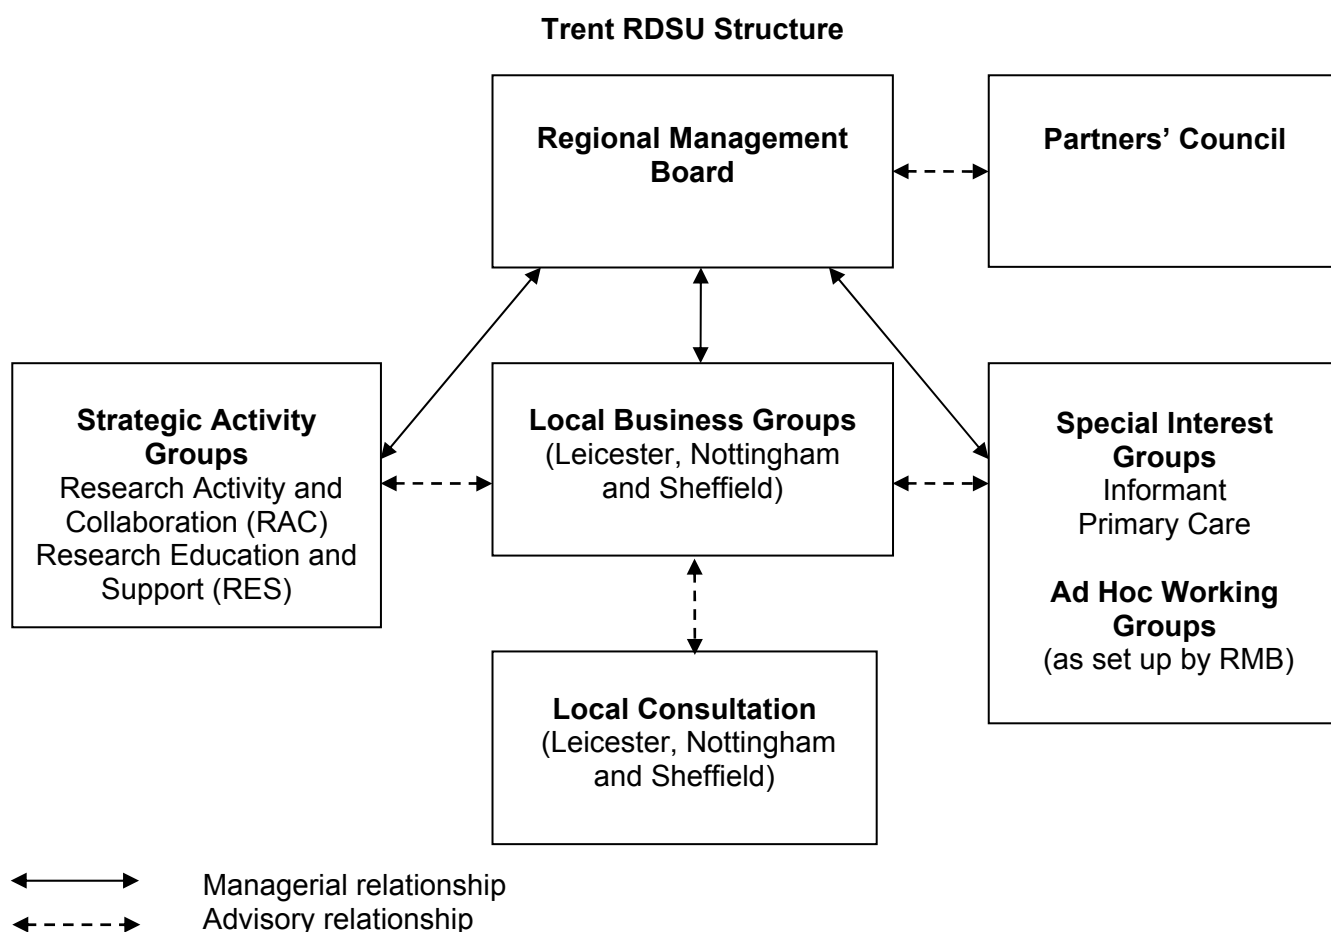 Trent RDSU Structure
Regional Management
Board
Partners’ Council
Strategic Activity
Groups
Research Activity and
Collaboration (RAC)
Research Education and
Support (RES)
Local Business Groups
(Leicester, Nottingham
and Sheffield)
Special Interest
Groups
Informant
Primary Care
Ad Hoc Working
Groups
(as set up by RMB)
Local Consultation
(Leicester, Nottingham
and Sheffield)
Managerial relationship
Advisory relationship